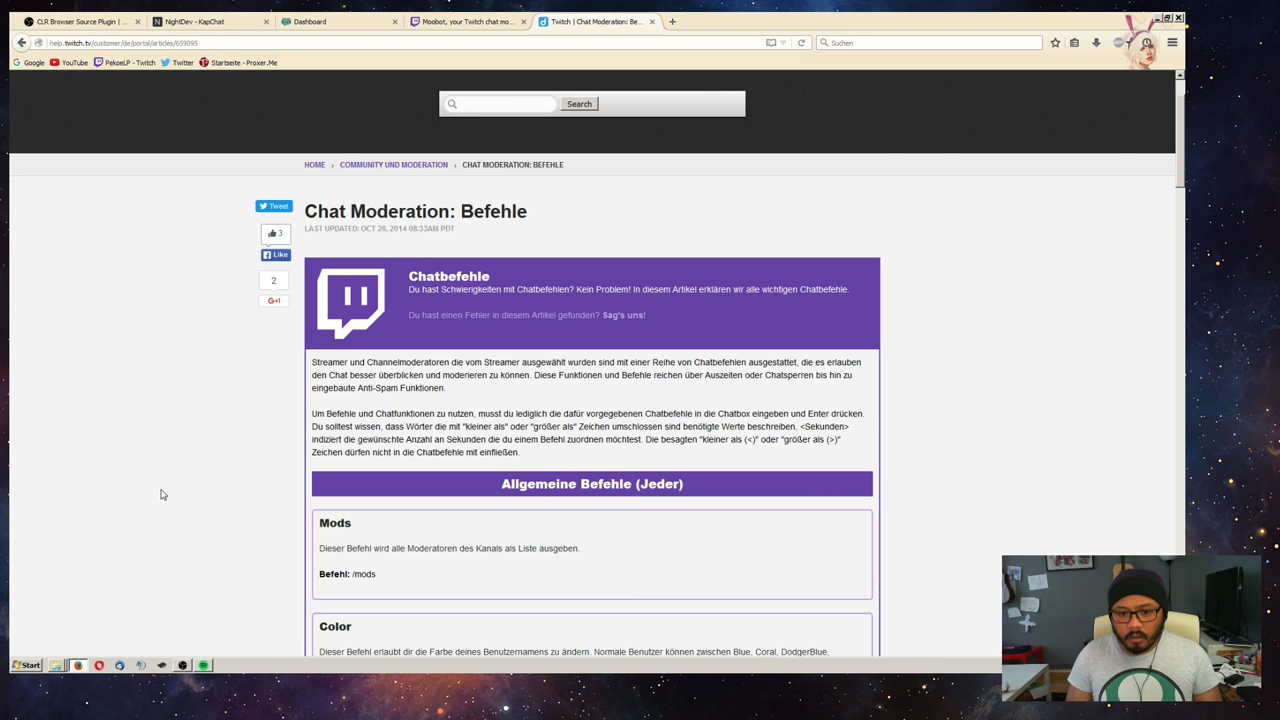 CLR Browser Source Plugin | ...
NightDev - KapChat
Dashboard
Moobot, your Twitch chat mo...
Twitch | Chat Moderation: Be...
help.twitch.tv/customer/de/portal/articles/659095
Suchen
Google
YouTube
PekoeLP - Twitch
Twitter
Startseite - Proxer.Me
Search
HOME › COMMUNITY UND MODERATION › CHAT MODERATION: BEFEHLE
Tweet
3
Like
2
G+1
Chat Moderation: Befehle
LAST UPDATED: OCT 26, 2014 08:33AM PDT
Chatbefehle
Du hast Schwierigkeiten mit Chatbefehlen? Kein Problem! In diesem Artikel erklären wir alle wichtigen Chatbefehle.
Du hast einen Fehler in diesem Artikel gefunden? Sag's uns!
Streamer und Channelmoderatoren die vom Streamer ausgewählt wurden sind mit einer Reihe von Chatbefehlen ausgestattet, die es erlauben
den Chat besser überblicken und moderieren zu können. Diese Funktionen und Befehle reichen über Auszeiten oder Chatsperren bis hin zu
eingebaute Anti-Spam Funktionen.
Um Befehle und Chatfunktionen zu nutzen, musst du lediglich die dafür vorgegebenen Chatbefehle in die Chatbox eingeben und Enter drücken.
Du solltest wissen, dass Wörter die mit "kleiner als" oder "größer als" Zeichen umschlossen sind benötigte Werte beschreiben, <Sekunden>
indiziert die gewünschte Anzahl an Sekunden die du einem Befehl zuordnen möchtest. Die besagten "kleiner als (<)" oder "größer als (>)"
Zeichen dürfen nicht in die Chatbefehle mit einfließen.
Allgemeine Befehle (Jeder)
Mods
Dieser Befehl wird alle Moderatoren des Kanals als Liste ausgeben.
Befehl: /mods
Color
Dieser Befehl erlaubt dir die Farbe deines Benutzernamens zu ändern. Normale Benutzer können zwischen Blue, Coral, DodgerBlue,
Start